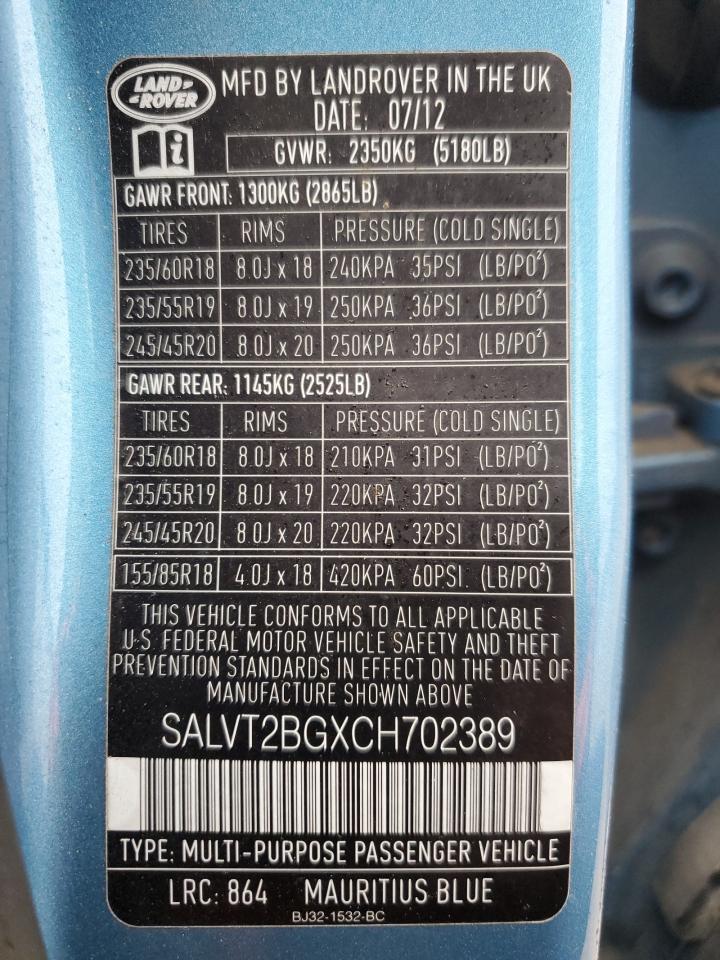 LAND-
-ROVER
MFD BY LANDROVER IN THE UK
DATE: 07/12
i
GVWR: 2350KG (5180LB)
GAWR FRONT: 1300KG (2865LB)
TIRES RIMS PRESSURE (COLD SINGLE)
235/60R18 8.0J x 18 240KPA 35PSI (LB/PO²)
235/55R19 8.0J x 19 250KPA 36PSI (LB/PO²)
245/45R20 8.0J x 20 250KPA 36PSI (LB/PO²)
GAWR REAR: 1145KG (2525LB)
TIRES RIMS PRESSURE (COLD SINGLE)
235/60R18 8.0J x 18 210KPA 31PSI (LB/PO²)
235/55R19 8.0J x 19 220KPA 32PSI (LB/PO²)
245/45R20 8.0J x 20 220KPA 32PSI (LB/PO²)
155/85R18 4.0J x 18 420KPA 60PSI. (LB/PO²)
THIS VEHICLE CONFORMS TO ALL APPLICABLE
U.S. FEDERAL MOTOR VEHICLE SAFETY AND THEFT
PREVENTION STANDARDS IN EFFECT ON THE DATE OF
MANUFACTURE SHOWN ABOVE
SALVT2BGXCH702389
TYPE: MULTI-PURPOSE PASSENGER VEHICLE
LRC: 864 MAURITIUS BLUE
BJ32-1532-BC